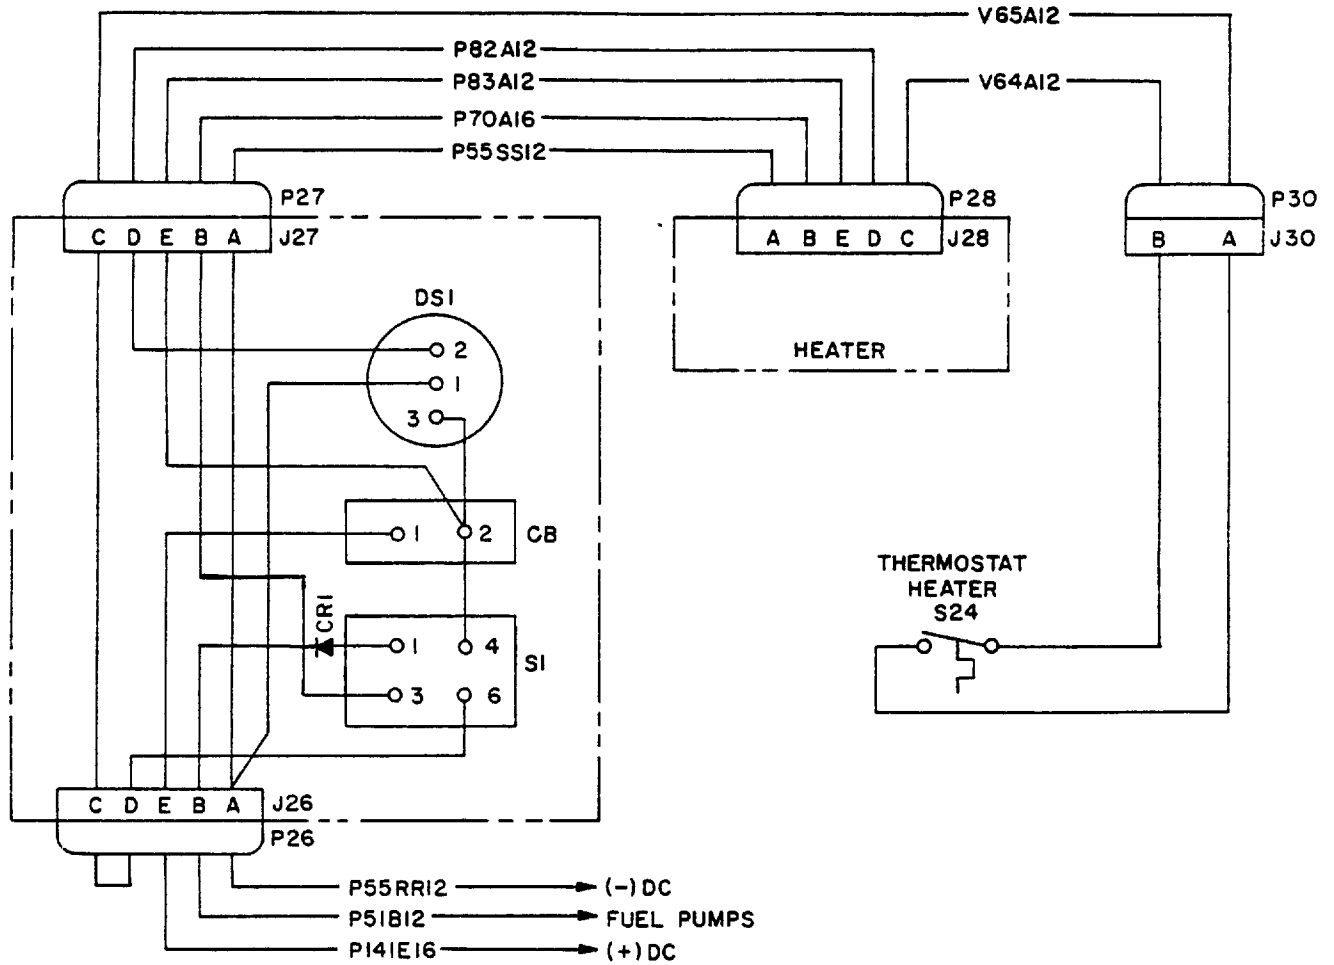 V65A12
P82A12
P83A12
V64A12
P70A16
P55SS12
P27
C D E B A
J27
P28
A B E D C
J28
P30
B A
J30
DS1
2
1
3
HEATER
1 2
CB
CR1
1 4
3 6
S1
THERMOSTAT
HEATER
S24
C D E B A
J26
P26
P55RR12
(-)DC
P51B12
FUEL PUMPS
P141E16
(+)DC